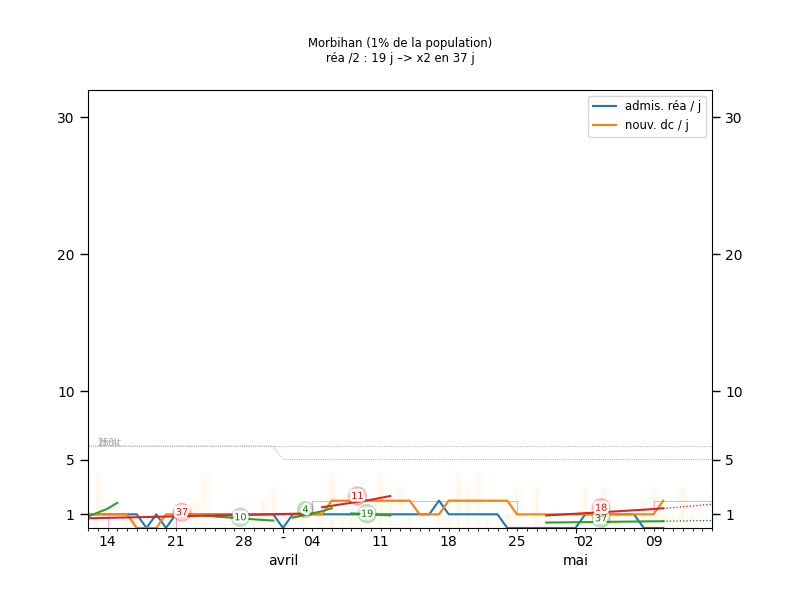 Morbihan (1% de la population)
réa /2 : 19 j –> x2 en 37 j
admis. réa / j
nouv. dc / j
30 30
20 20
10 10
5 5
1 1
37 10 4 11 19 18 37
14 21 28 - 04 11 18 25 - 02 09
avril mai